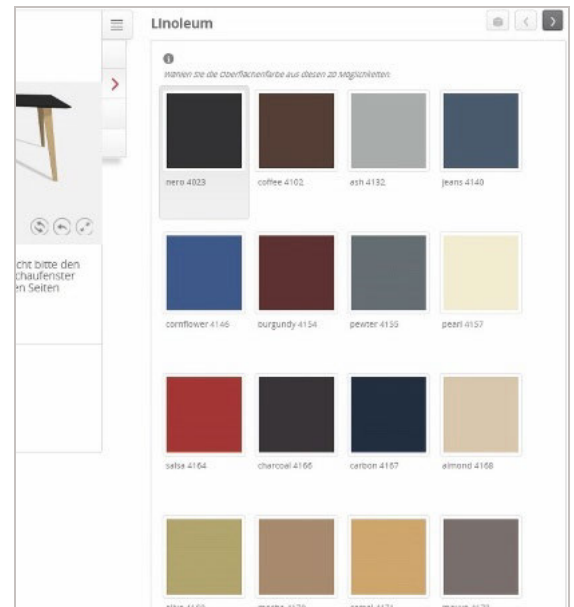 Linoleum
Wählen Sie die Oberflächenfarbe aus diesen 20 Möglichkeiten.
nero 4023
coffee 4102
ash 4132
jeans 4140
cht bitte den
chaufenster
en Seiten
cornflower 4146
burgundy 4154
pewter 4155
pearl 4157
salsa 4164
charcoal 4166
carbon 4167
almond 4168